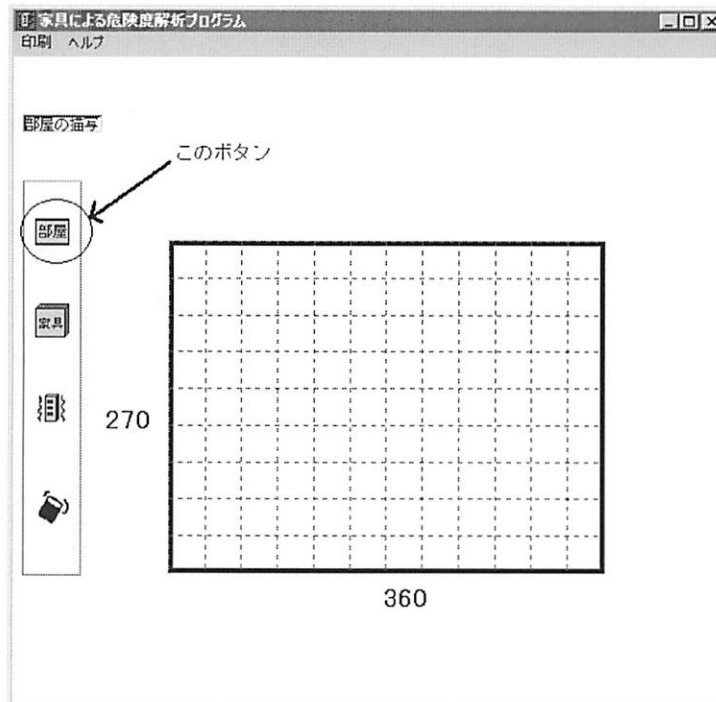 家具による危険度解析プログラム
印刷 ヘルプ
部屋の描写
このボタン
部屋
家具
270
360